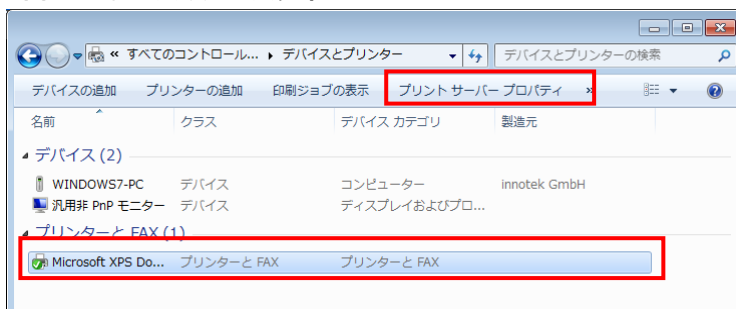 « すべてのコントロール... ▸ デバイスとプリンター デバイスとプリンターの検索
デバイスの追加 プリンターの追加 印刷ジョブの表示 プリント サーバー プロパティ »
名前 クラス デバイス カテゴリ 製造元
デバイス (2)
WINDOWS7-PC デバイス コンピューター innotek GmbH
汎用非 PnP モニター デバイス ディスプレイおよびプロ...
プリンターと FAX (1)
Microsoft XPS Do... プリンターと FAX プリンターと FAX